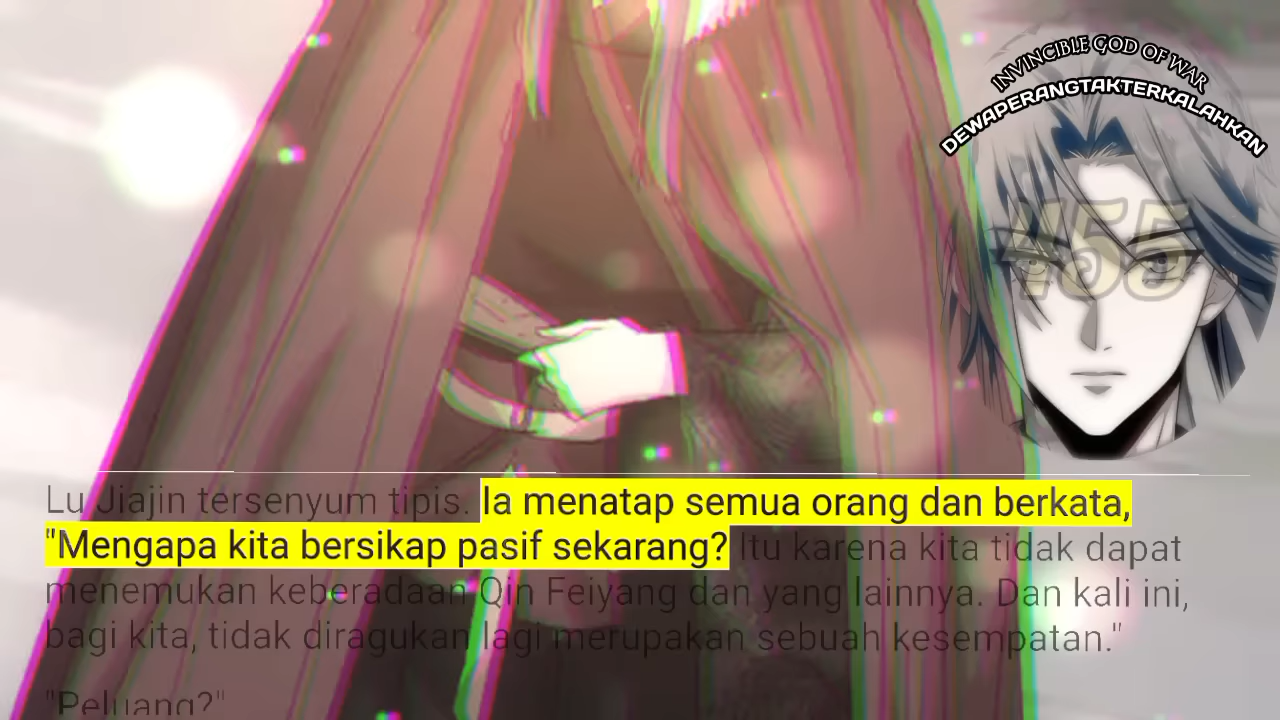 INVINCIBLE GOD OF WAR
DEWAPERANGTAKTERKALAHKAN
455
Lu Jiajin tersenyum tipis. Ia menatap semua orang dan berkata,
"Mengapa kita bersikap pasif sekarang? Itu karena kita tidak dapat
menemukan keberadaan Qin Feiyang dan yang lainnya. Dan kali ini,
bagi kita, tidak diragukan lagi merupakan sebuah kesempatan."
"Peluang?"